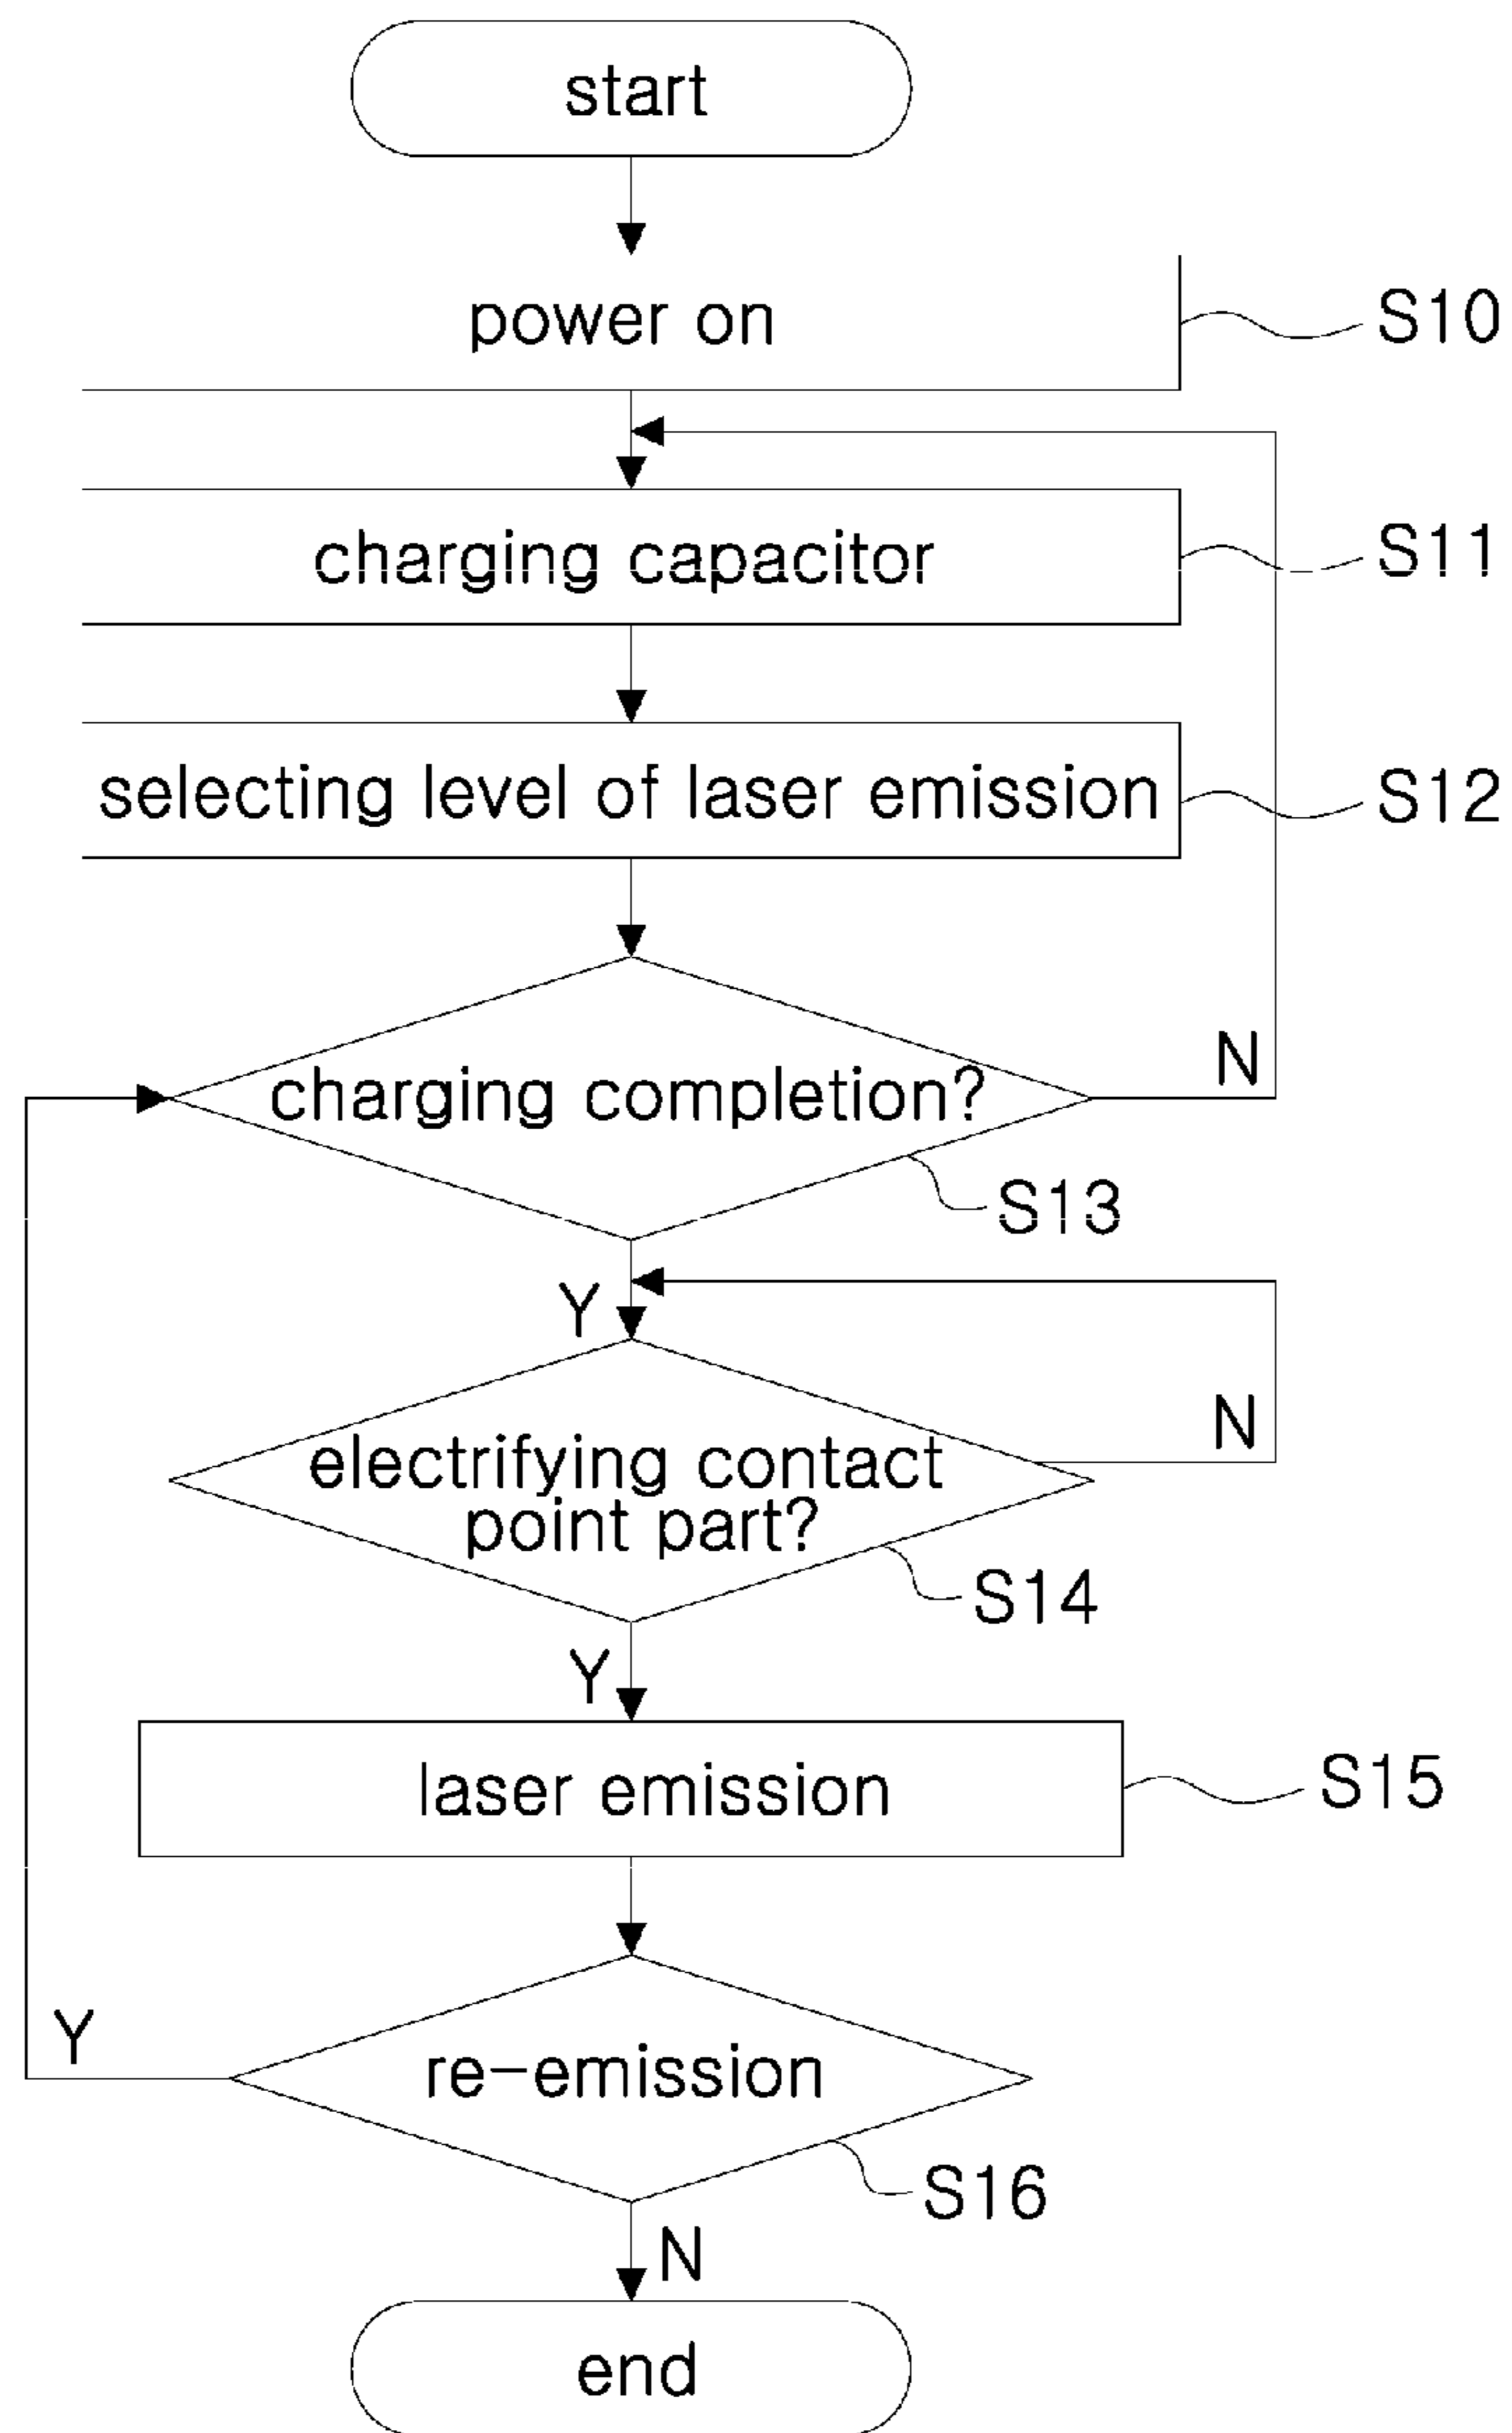 start
power on
S10
charging capacitor
S11
selecting level of laser emission
S12
N
charging completion?
S13
Y
N
electrifying contact
point part?
S14
Y
laser emission
S15
Y
re-emission
S16
N
end